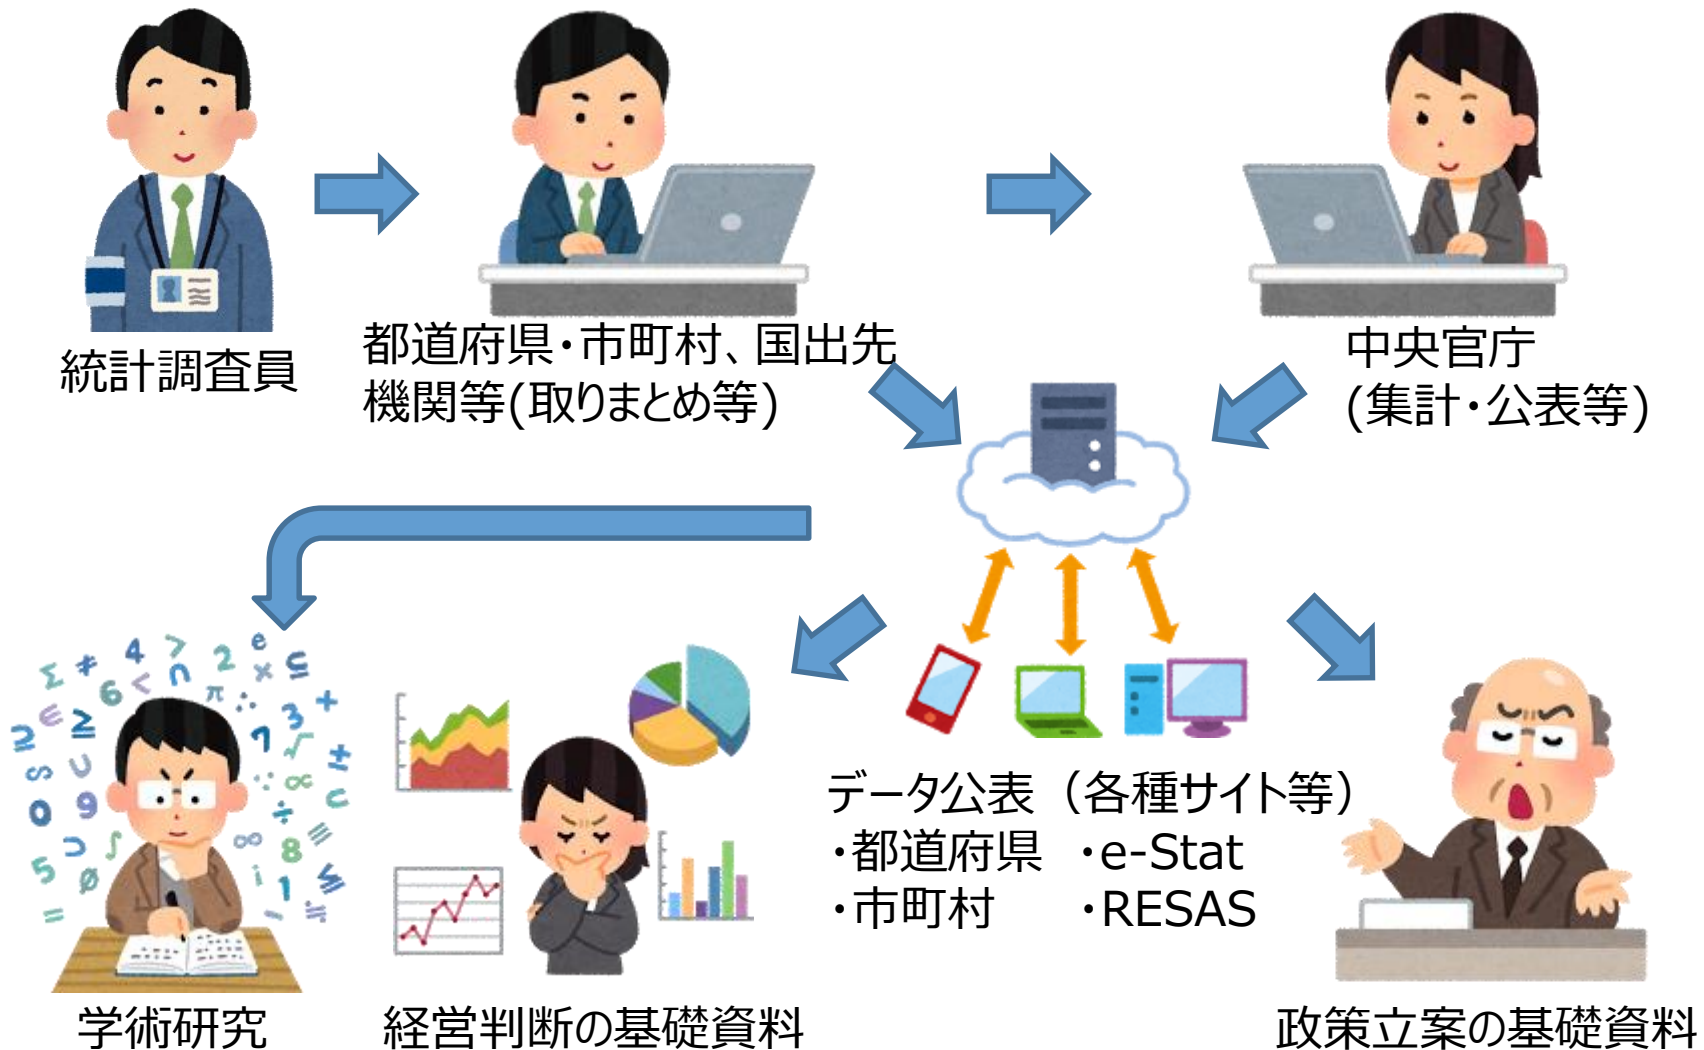 統計調査員
都道府県・市町村、国出先
機関等(取りまとめ等)
中央官庁
(集計・公表等)
データ公表（各種サイト等）
・都道府県 ・e-Stat
・市町村 ・RESAS
学術研究
経営判断の基礎資料
政策立案の基礎資料